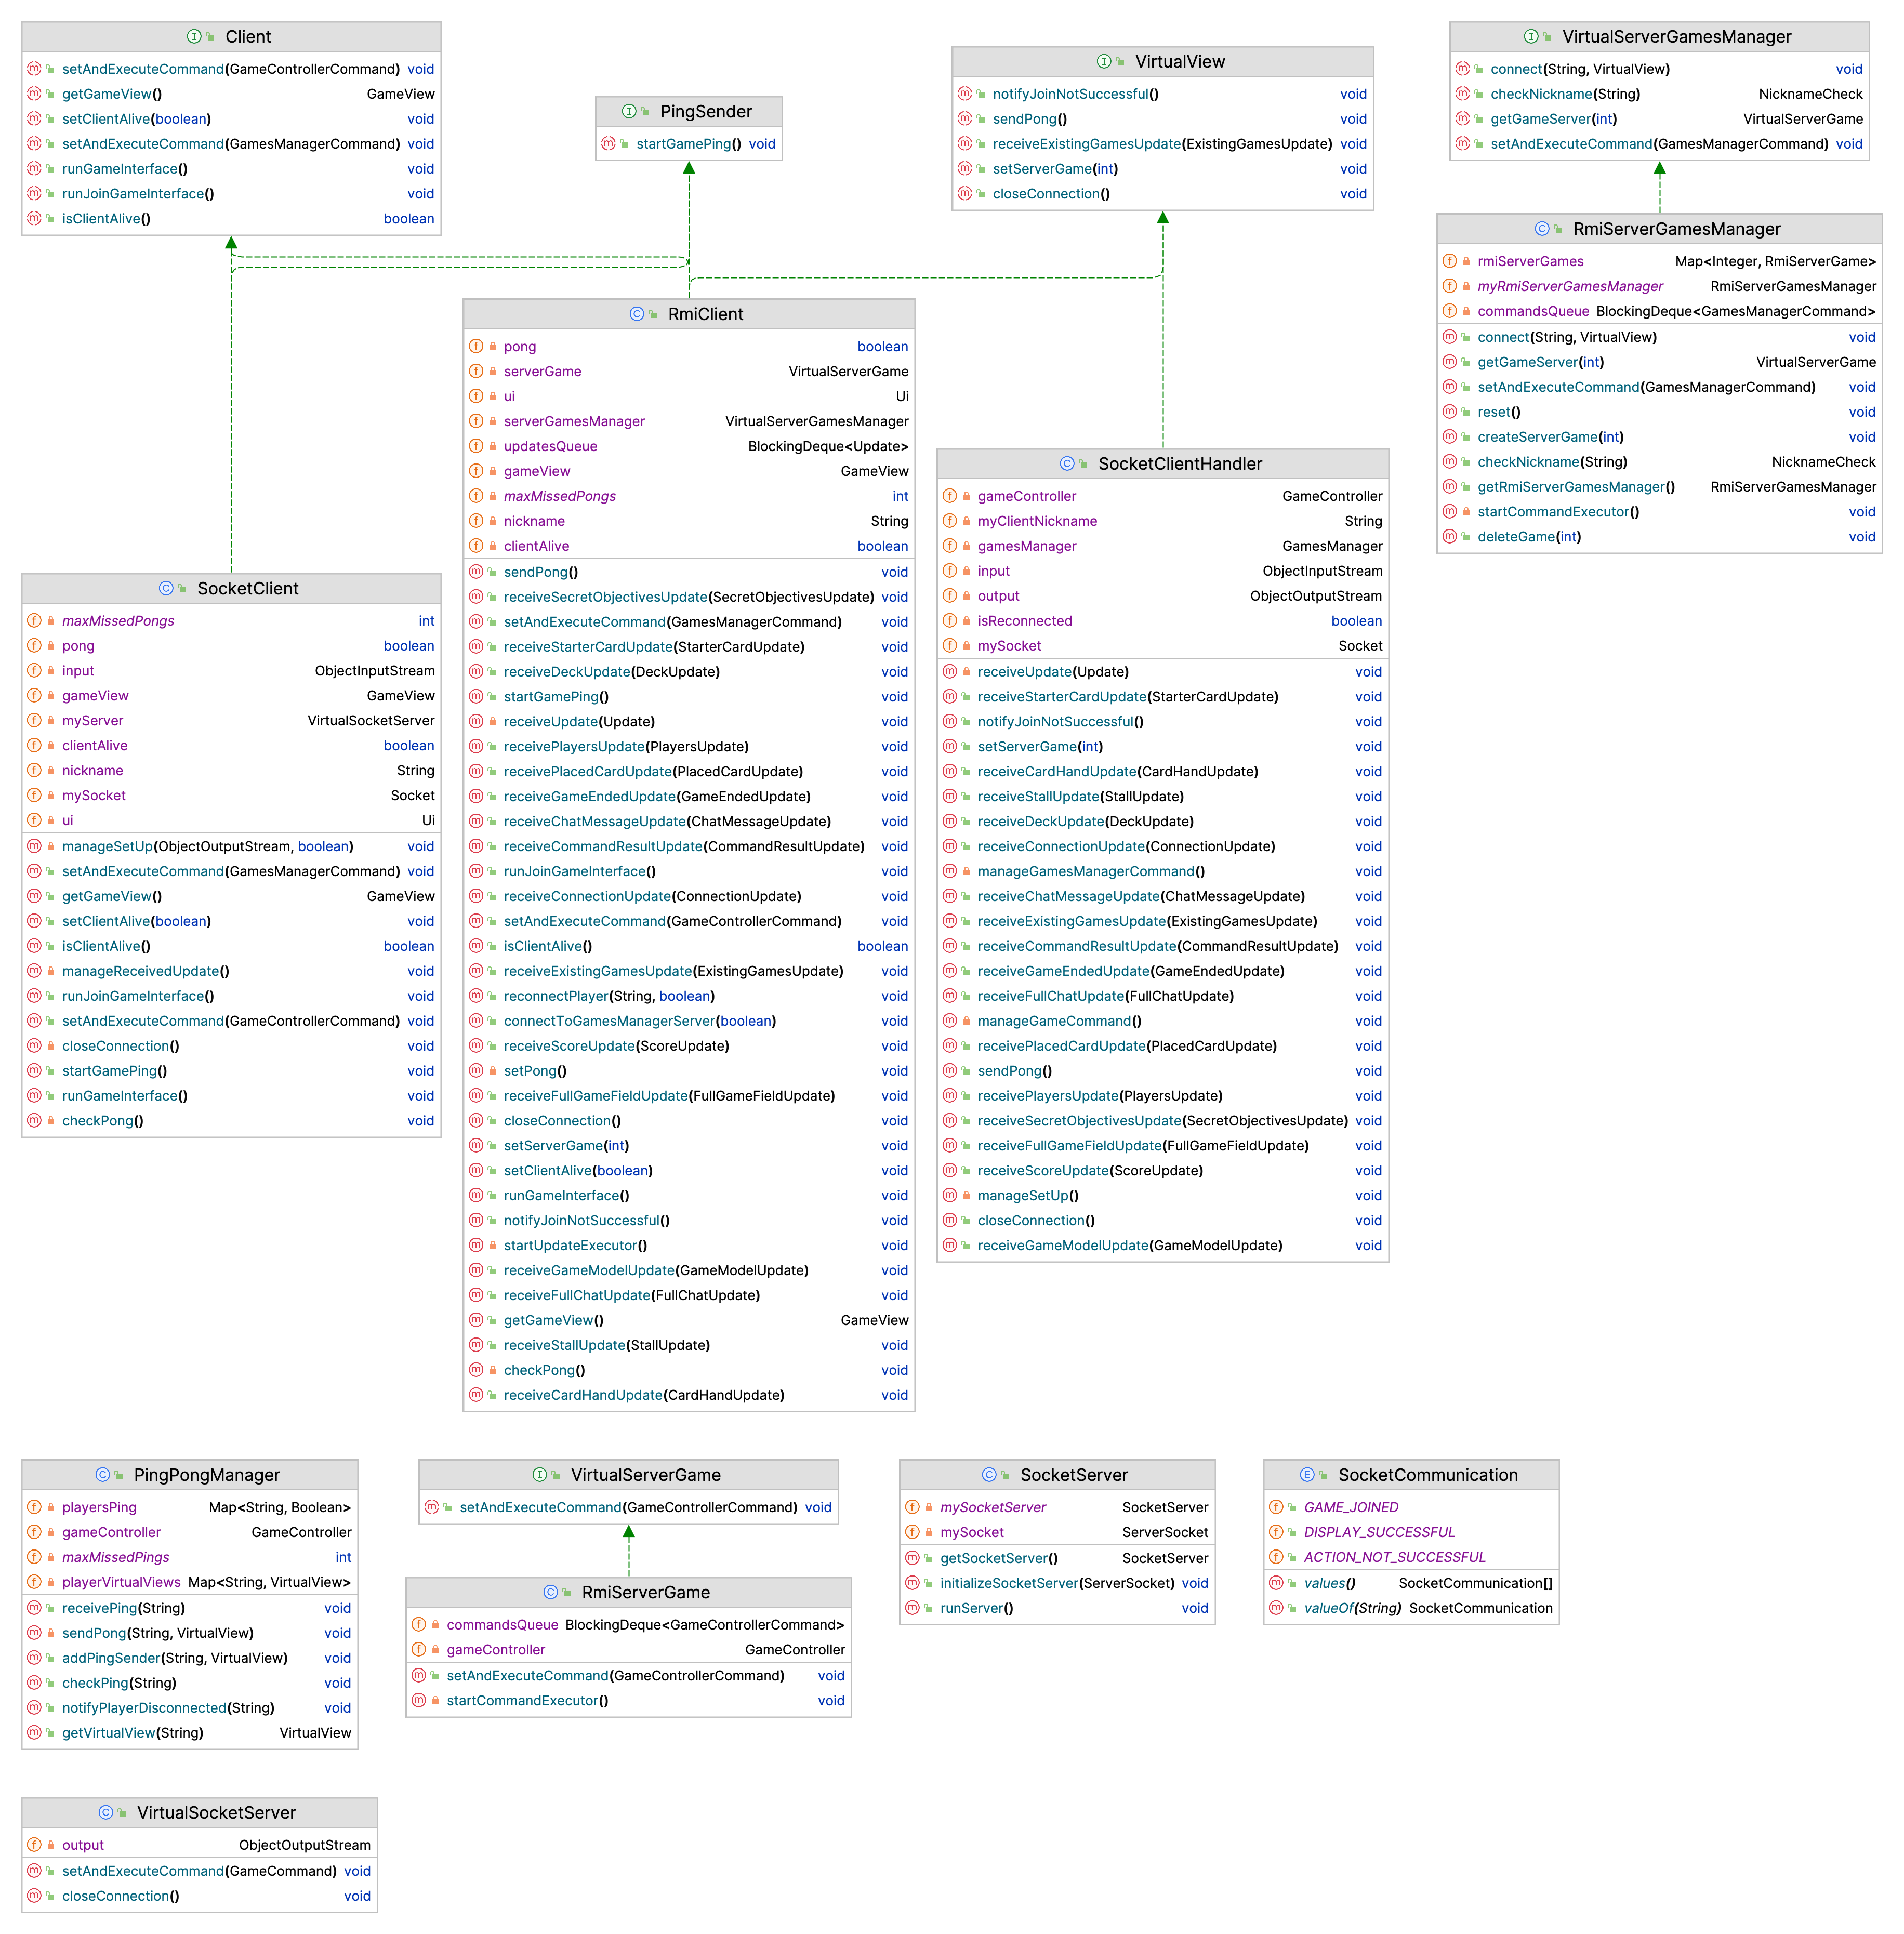 Client
setAndExecuteCommand(GameControllerCommand) void
getGameView() GameView
setClientAlive(boolean) void
setAndExecuteCommand(GamesManagerCommand) void
runGameInterface() void
runJoinGameInterface() void
isClientAlive() boolean
PingSender
startGamePing() void
VirtualView
notifyJoinNotSuccessful() void
sendPong() void
receiveExistingGamesUpdate(ExistingGamesUpdate) void
setServerGame(int) void
closeConnection() void
VirtualServerGamesManager
connect(String, VirtualView) void
checkNickname(String) NicknameCheck
getGameServer(int) VirtualServerGame
setAndExecuteCommand(GamesManagerCommand) void
RmiServerGamesManager
rmiServerGames Map<Integer, RmiServerGame>
myRmiServerGamesManager RmiServerGamesManager
commandsQueue BlockingDeque<GamesManagerCommand>
connect(String, VirtualView) void
getGameServer(int) VirtualServerGame
setAndExecuteCommand(GamesManagerCommand) void
reset() void
createServerGame(int) void
checkNickname(String) NicknameCheck
getRmiServerGamesManager() RmiServerGamesManager
startCommandExecutor() void
deleteGame(int) void
SocketClient
maxMissedPongs int
pong boolean
input ObjectInputStream
gameView GameView
myServer VirtualSocketServer
clientAlive boolean
nickname String
mySocket Socket
ui Ui
manageSetUp(ObjectOutputStream, boolean) void
setAndExecuteCommand(GamesManagerCommand) void
getGameView() GameView
setClientAlive(boolean) void
isClientAlive() boolean
manageReceivedUpdate() void
runJoinGameInterface() void
setAndExecuteCommand(GameControllerCommand) void
closeConnection() void
startGamePing() void
runGameInterface() void
checkPong() void
RmiClient
pong boolean
serverGame VirtualServerGame
ui Ui
serverGamesManager VirtualServerGamesManager
updatesQueue BlockingDeque<Update>
gameView GameView
maxMissedPongs int
nickname String
clientAlive boolean
sendPong() void
receiveSecretObjectivesUpdate(SecretObjectivesUpdate) void
setAndExecuteCommand(GamesManagerCommand) void
receiveStarterCardUpdate(StarterCardUpdate) void
receiveDeckUpdate(DeckUpdate) void
startGamePing() void
receiveUpdate(Update) void
receivePlayersUpdate(PlayersUpdate) void
receivePlacedCardUpdate(PlacedCardUpdate) void
receiveGameEndedUpdate(GameEndedUpdate) void
receiveChatMessageUpdate(ChatMessageUpdate) void
receiveCommandResultUpdate(CommandResultUpdate) void
runJoinGameInterface() void
receiveConnectionUpdate(ConnectionUpdate) void
setAndExecuteCommand(GameControllerCommand) void
isClientAlive() boolean
receiveExistingGamesUpdate(ExistingGamesUpdate) void
reconnectPlayer(String, boolean) void
connectToGamesManagerServer(boolean) void
receiveScoreUpdate(ScoreUpdate) void
setPong() void
receiveFullGameFieldUpdate(FullGameFieldUpdate) void
closeConnection() void
setServerGame(int) void
setClientAlive(boolean) void
runGameInterface() void
notifyJoinNotSuccessful() void
startUpdateExecutor() void
receiveGameModelUpdate(GameModelUpdate) void
receiveFullChatUpdate(FullChatUpdate) void
getGameView() GameView
receiveStallUpdate(StallUpdate) void
checkPong() void
receiveCardHandUpdate(CardHandUpdate) void
SocketClientHandler
gameController GameController
myClientNickname String
gamesManager GamesManager
input ObjectInputStream
output ObjectOutputStream
isReconnected boolean
mySocket Socket
receiveUpdate(Update) void
receiveStarterCardUpdate(StarterCardUpdate) void
notifyJoinNotSuccessful() void
setServerGame(int) void
receiveCardHandUpdate(CardHandUpdate) void
receiveStallUpdate(StallUpdate) void
receiveDeckUpdate(DeckUpdate) void
receiveConnectionUpdate(ConnectionUpdate) void
manageGamesManagerCommand() void
receiveChatMessageUpdate(ChatMessageUpdate) void
receiveExistingGamesUpdate(ExistingGamesUpdate) void
receiveCommandResultUpdate(CommandResultUpdate) void
receiveGameEndedUpdate(GameEndedUpdate) void
receiveFullChatUpdate(FullChatUpdate) void
manageGameCommand() void
receivePlacedCardUpdate(PlacedCardUpdate) void
sendPong() void
receivePlayersUpdate(PlayersUpdate) void
receiveSecretObjectivesUpdate(SecretObjectivesUpdate) void
receiveFullGameFieldUpdate(FullGameFieldUpdate) void
receiveScoreUpdate(ScoreUpdate) void
manageSetUp() void
closeConnection() void
receiveGameModelUpdate(GameModelUpdate) void
PingPongManager
playersPing Map<String, Boolean>
gameController GameController
maxMissedPings int
playerVirtualViews Map<String, VirtualView>
receivePing(String) void
sendPong(String, VirtualView) void
addPingSender(String, VirtualView) void
checkPing(String) void
notifyPlayerDisconnected(String) void
getVirtualView(String) VirtualView
VirtualServerGame
setAndExecuteCommand(GameControllerCommand) void
RmiServerGame
commandsQueue BlockingDeque<GameControllerCommand>
gameController GameController
setAndExecuteCommand(GameControllerCommand) void
startCommandExecutor() void
SocketServer
mySocketServer SocketServer
mySocket ServerSocket
getSocketServer() SocketServer
initializeSocketServer(ServerSocket) void
runServer() void
SocketCommunication
GAME_JOINED
DISPLAY_SUCCESSFUL
ACTION_NOT_SUCCESSFUL
values() SocketCommunication[]
valueOf(String) SocketCommunication
VirtualSocketServer
output ObjectOutputStream
setAndExecuteCommand(GameCommand) void
closeConnection() void